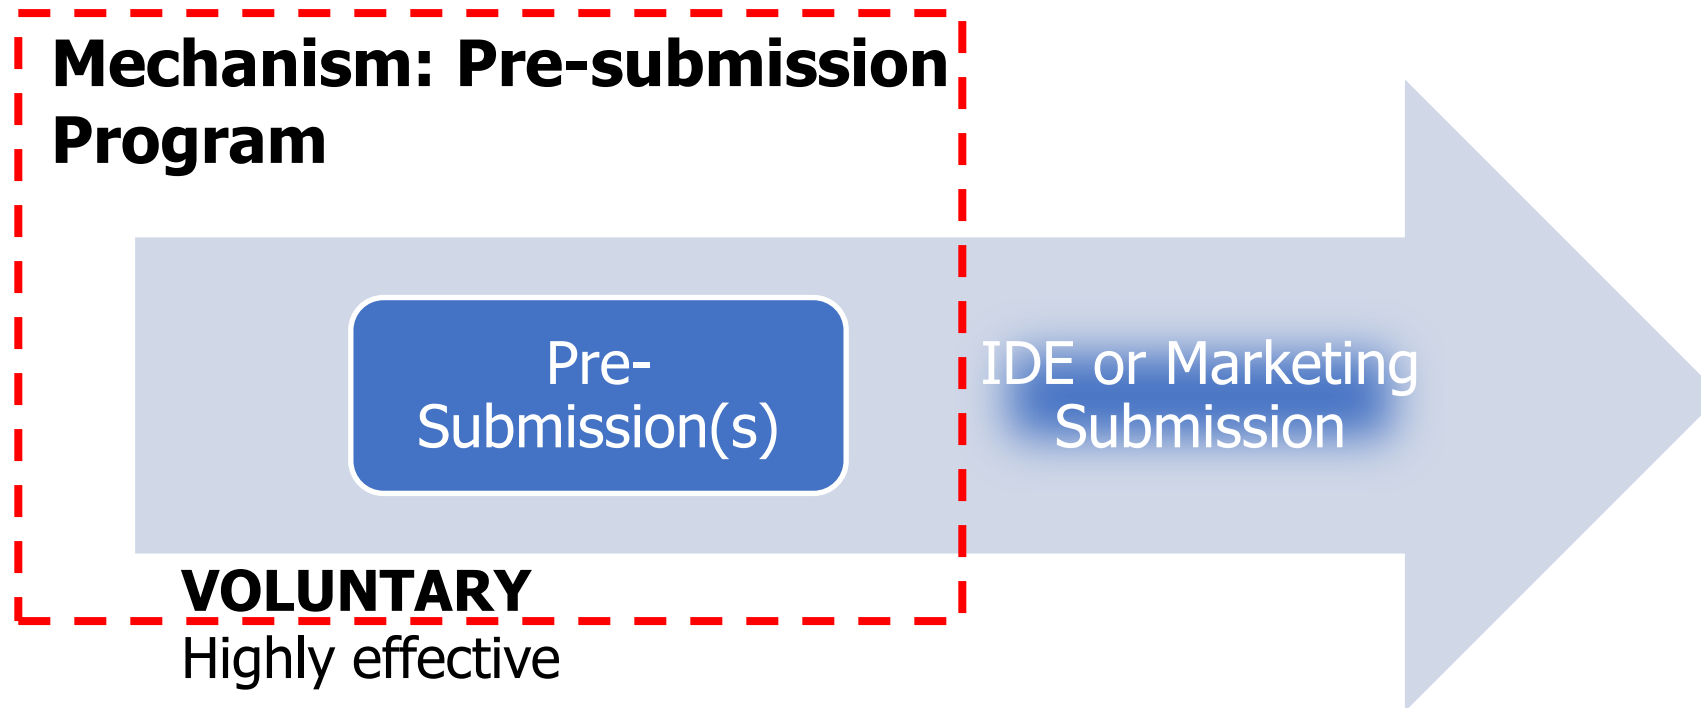 Mechanism: Pre-submission
Program
Pre-
Submission(s)
IDE or Marketing
Submission
VOLUNTARY
Highly effective